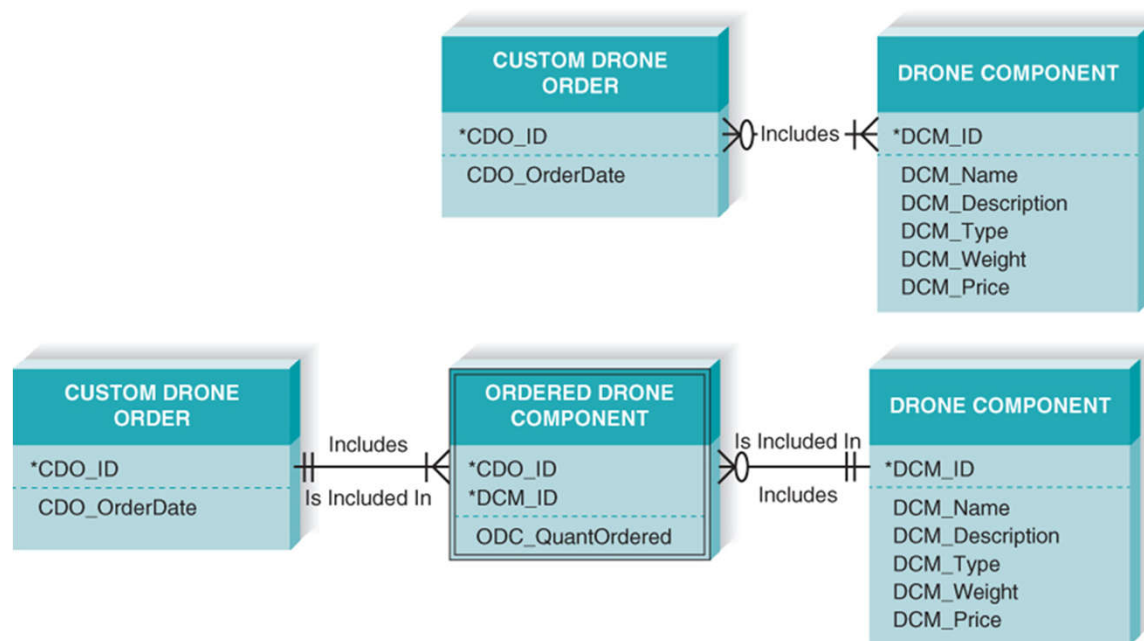 CUSTOM DRONE
ORDER
*CDO_ID
CDO_OrderDate
Includes
DRONE COMPONENT
*DCM_ID
DCM_Name
DCM_Description
DCM_Type
DCM_Weight
DCM_Price
CUSTOM DRONE
ORDER
*CDO_ID
CDO_OrderDate
Includes
Is Included In
ORDERED DRONE
COMPONENT
*CDO_ID
*DCM_ID
ODC_QuantOrdered
Is Included In
Includes
DRONE COMPONENT
*DCM_ID
DCM_Name
DCM_Description
DCM_Type
DCM_Weight
DCM_Price